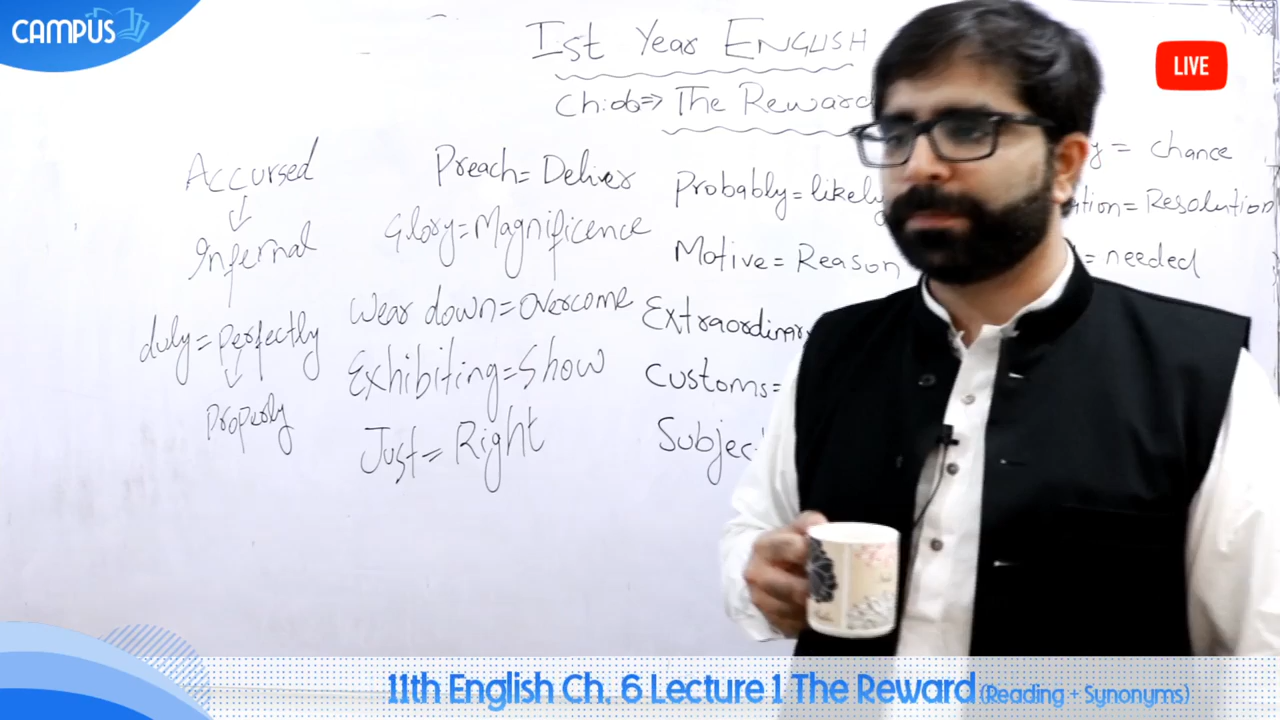 CAMPUS
LIVE
Ist Year ENGLISH
Ch:06⇒ The Reward
Accursed
↓
Infernal
duly = perfectly
↓
Properly
Preach = Deliver
Glory = Magnificence
Wear down = overcome
Exhibiting = Show
Just = Right
Probably = likely
Motive = Reason
Extraordinary
Customs =
Subjec
= chance
= Resolution
= needed
11th English Ch. 6 Lecture 1 The Reward (Reading + Synonyms)